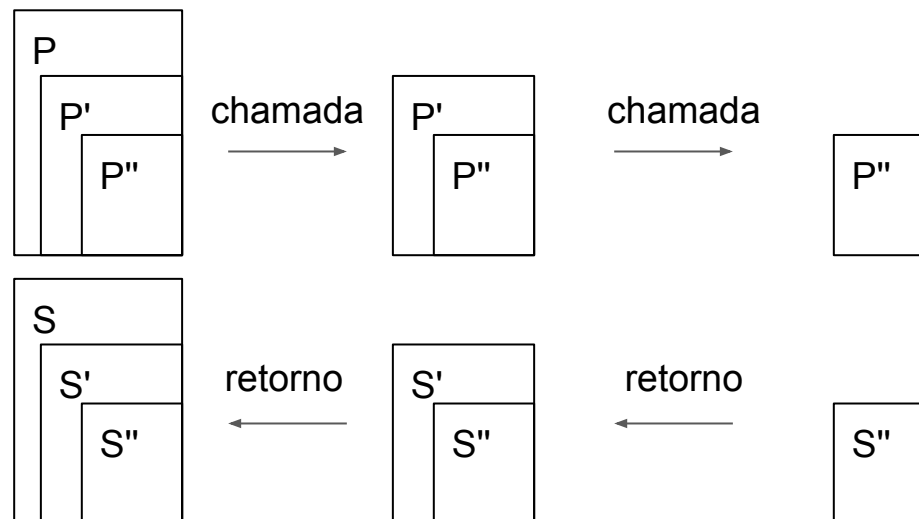 P
P'
P"
chamada
P'
P"
chamada
P"
S
S'
S"
retorno
S'
S"
retorno
S"